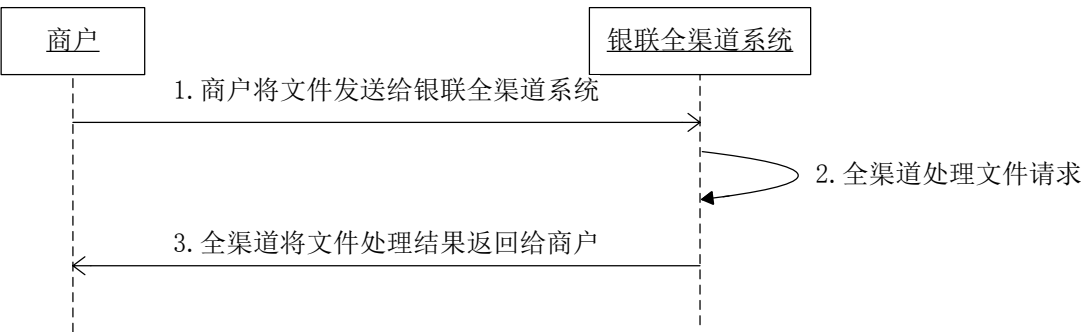 商户
银联全渠道系统
1.商户将文件发送给银联全渠道系统
2.全渠道处理文件请求
3.全渠道将文件处理结果返回给商户